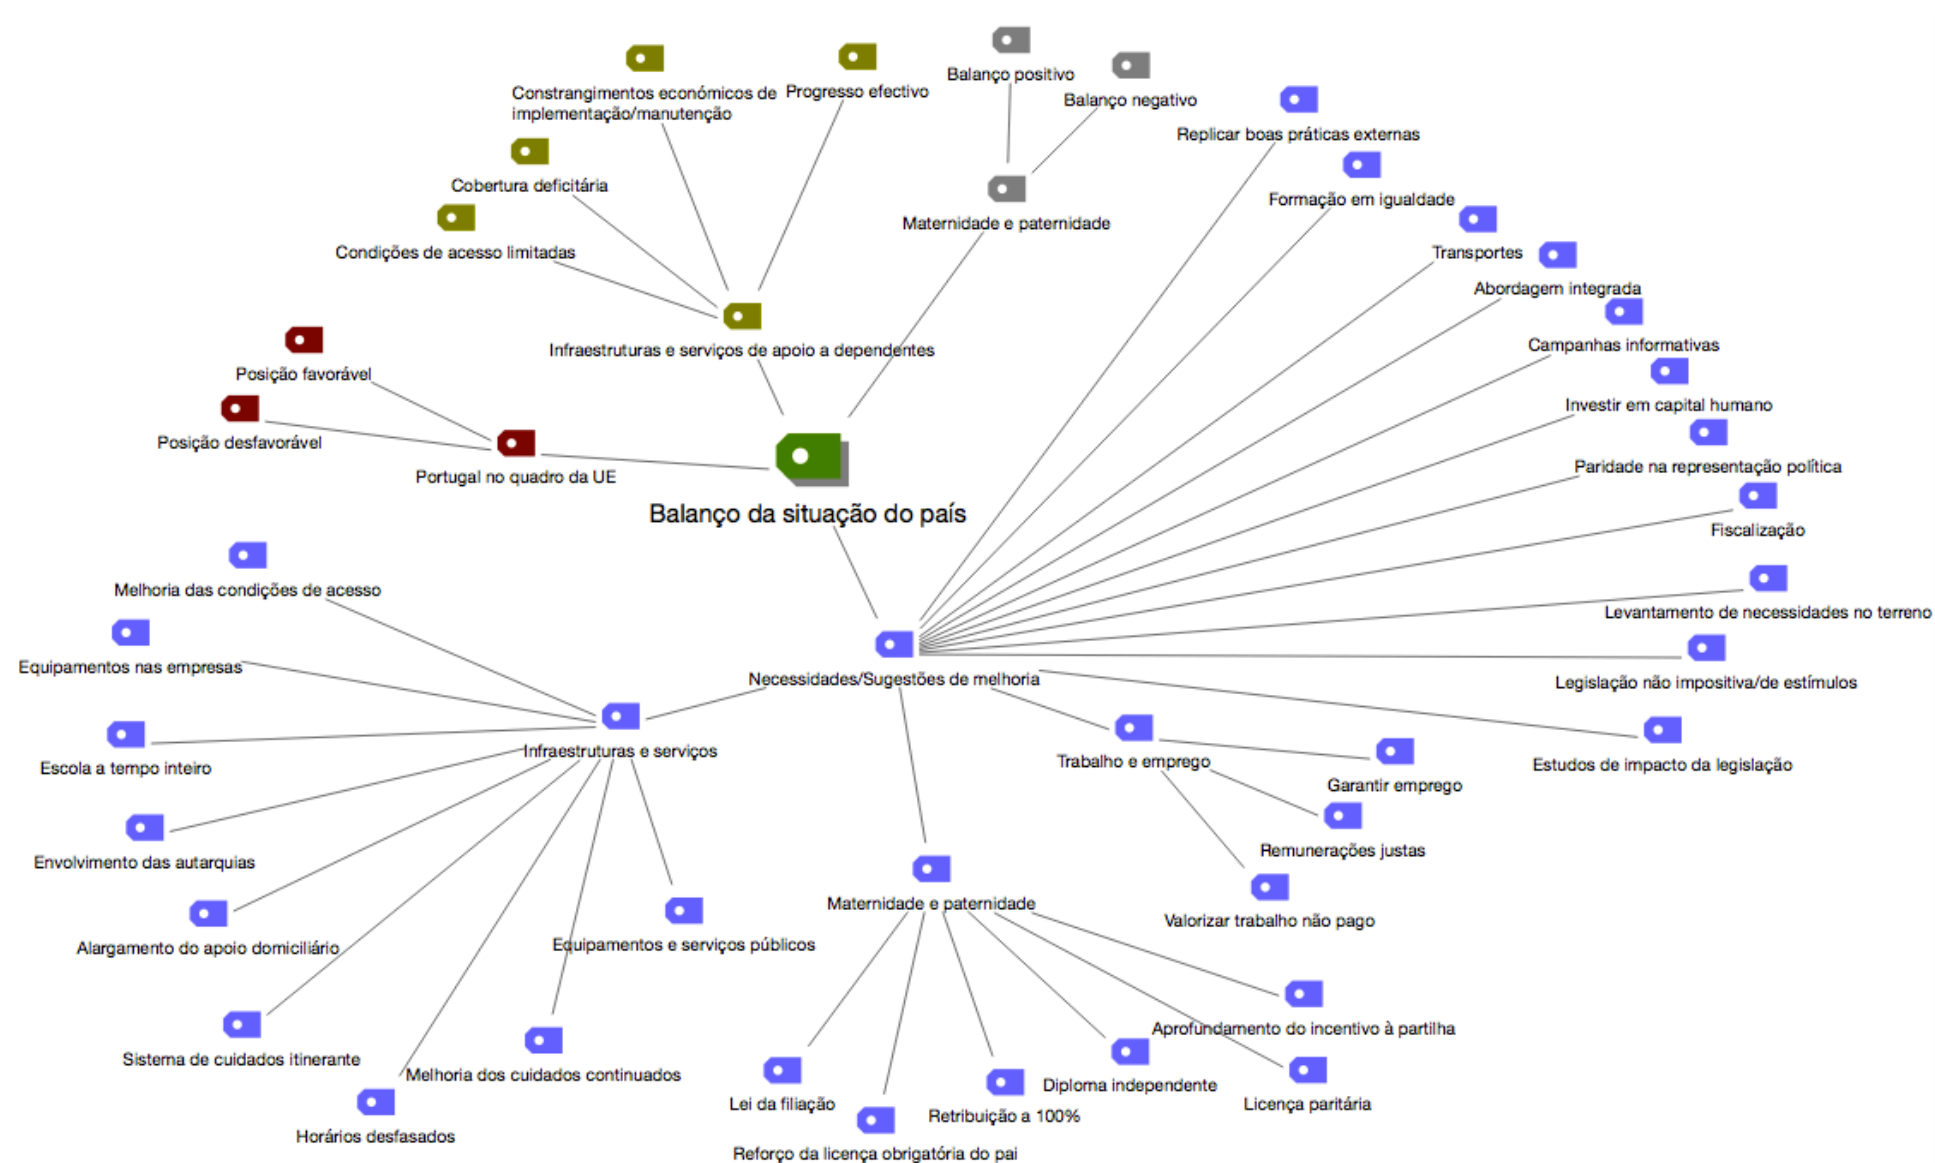 Balanço positivo
Constrangimentos económicos de
implementação/manutenção
Progresso efectivo
Balanço negativo
Replicar boas práticas externas
Cobertura deficitária
Formação em igualdade
Maternidade e paternidade
Condições de acesso limitadas
Transportes
Abordagem integrada
Campanhas informativas
Infraestruturas e serviços de apoio a dependentes
Posição favorável
Investir em capital humano
Posição desfavorável
Paridade na representação política
Portugal no quadro da UE
Balanço da situação do país
Fiscalização
Melhoria das condições de acesso
Levantamento de necessidades no terreno
Equipamentos nas empresas
Necessidades/Sugestões de melhoria
Legislação não impositiva/de estímulos
Infraestruturas e serviços
Trabalho e emprego
Estudos de impacto da legislação
Escola a tempo inteiro
Garantir emprego
Remunerações justas
Envolvimento das autarquias
Maternidade e paternidade
Valorizar trabalho não pago
Alargamento do apoio domiciliário
Equipamentos e serviços públicos
Aprofundamento do incentivo à partilha
Sistema de cuidados itinerante
Melhoria dos cuidados continuados
Diploma independente
Lei da filiação
Licença paritária
Retribuição a 100%
Horários desfasados
Reforço da licença obrigatória do pai